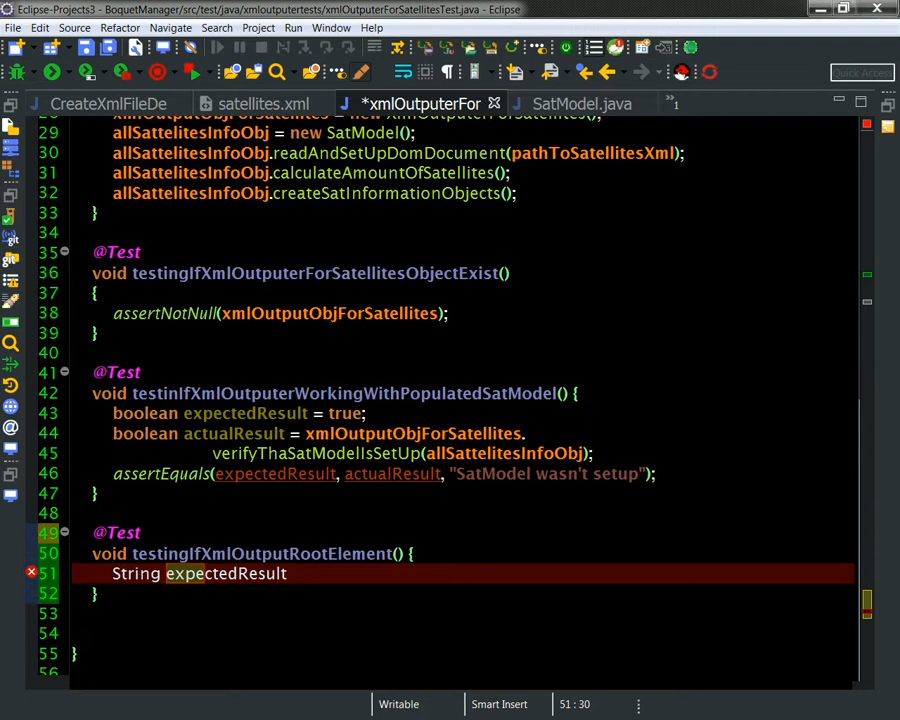 Eclipse-Projects3 - BoquetManager/src/test/java/xmloutputertests/xmlOutputerForSatellitesTest.java - Eclipse
File Edit Source Refactor Navigate Search Project Run Window Help
Quick Access
CreateXmlFileDe satellites.xml *xmlOutputerFor SatModel.java »1
29 allSattelitesInfoObj = new SatModel();
30 allSattelitesInfoObj.readAndSetUpDomDocument(pathToSatellitesXml);
31 allSattelitesInfoObj.calculateAmountOfSatellites();
32 allSattelitesInfoObj.createSatInformationObjects();
33 }
34
35 @Test
36 void testingIfXmlOutputerForSatellitesObjectExist()
37 {
38 assertNotNull(xmlOutputObjForSatellites);
39 }
40
41 @Test
42 void testinIfXmlOutputerWorkingWithPopulatedSatModel() {
43 boolean expectedResult = true;
44 boolean actualResult = xmlOutputObjForSatellites.
45 verifyThaSatModelIsSetUp(allSattelitesInfoObj);
46 assertEquals(expectedResult, actualResult, "SatModel wasn't setup");
47 }
48
49 @Test
50 void testingIfXmlOutputRootElement() {
51 String expectedResult
52 }
53
54
55 }
56
Writable Smart Insert 51 : 30